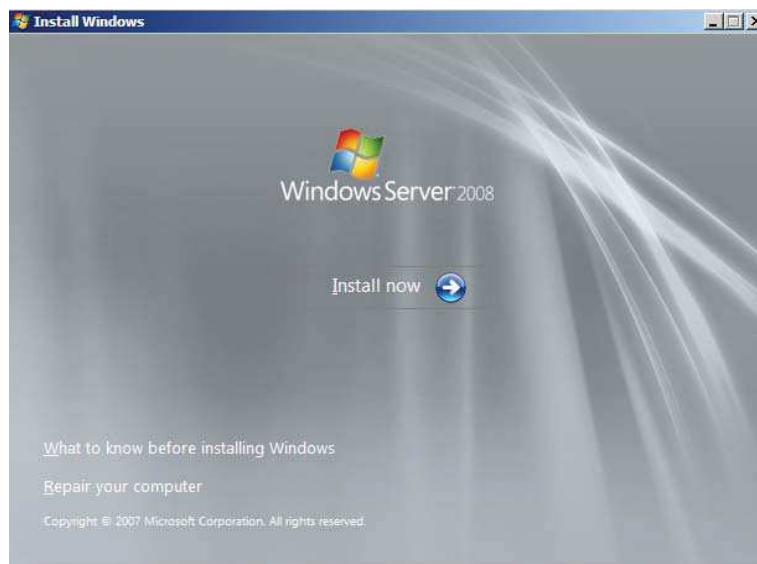 Install Windows
Windows Server 2008
Install now
What to know before installing Windows
Repair your computer
Copyright © 2007 Microsoft Corporation. All rights reserved.